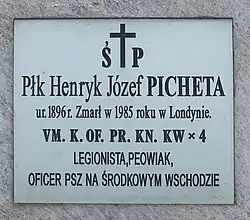 Ś † P
Płk Henryk Józef PICHETA
ur. 1896 r. Zmarł w 1985 roku w Londynie.
VM. K. OF. PR. KN. KW × 4
LEGIONISTA, PEOWIAK,
OFICER PSZ NA ŚRODKOWYM WSCHODZIE